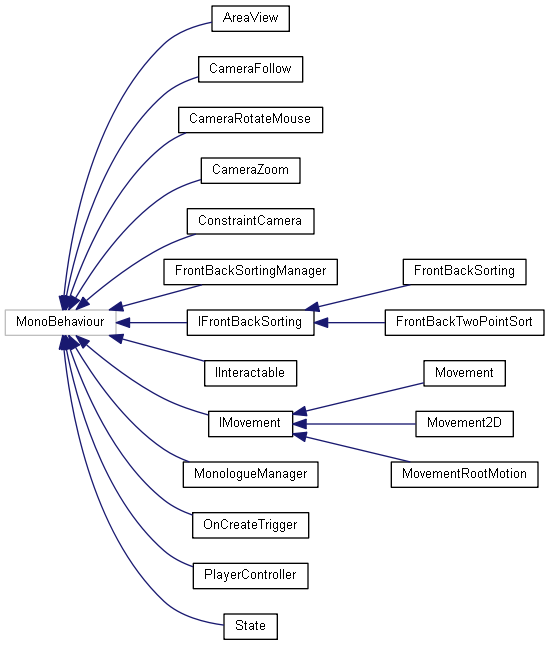 AreaView
CameraFollow
CameraRotateMouse
CameraZoom
ConstraintCamera
FrontBackSortingManager
FrontBackSorting
MonoBehaviour
IFrontBackSorting
FrontBackTwoPointSort
IInteractable
Movement
IMovement
Movement2D
MonologueManager
MovementRootMotion
OnCreateTrigger
PlayerController
State